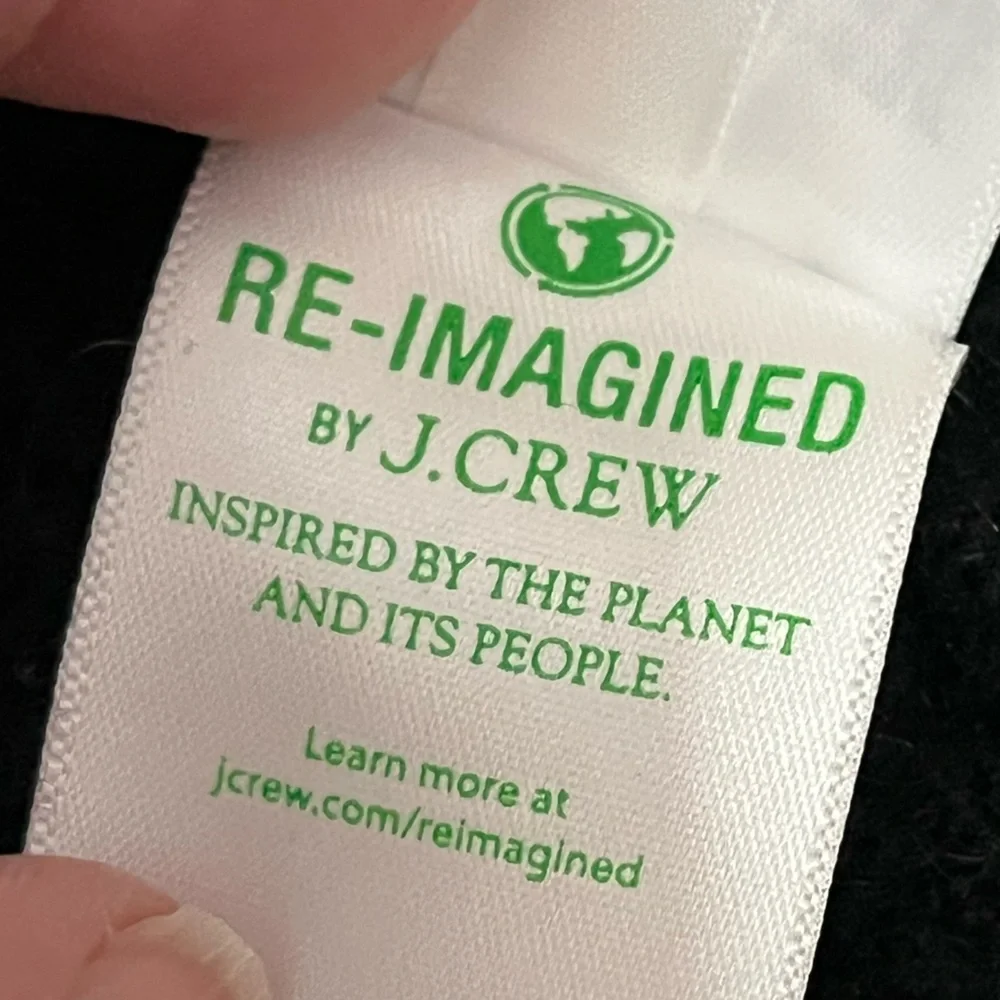 RE-IMAGINED
BY J.CREW
INSPIRED BY THE PLANET
AND ITS PEOPLE.
Learn more at
jcrew.com/reimagined